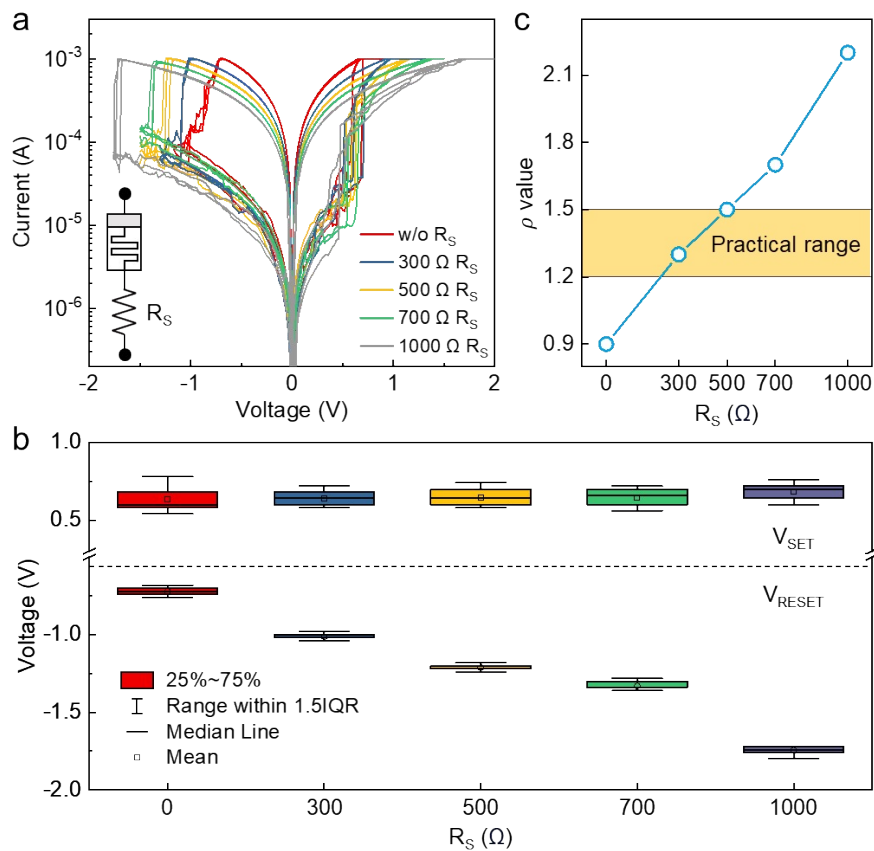 a
10⁻³
10⁻⁴
10⁻⁵
10⁻⁶
Current (A)
-2
-1
0
1
2
Voltage (V)
R_S
w/o R_S
300 Ω R_S
500 Ω R_S
700 Ω R_S
1000 Ω R_S
c
2.1
1.8
1.5
1.2
0.9
ρ value
Practical range
0
300
500
700
1000
R_S (Ω)
b
1.0
0.5
-1.0
-1.5
-2.0
Voltage (V)
V_SET
V_RESET
25%~75%
Range within 1.5IQR
Median Line
Mean
0
300
500
700
1000
R_S (Ω)